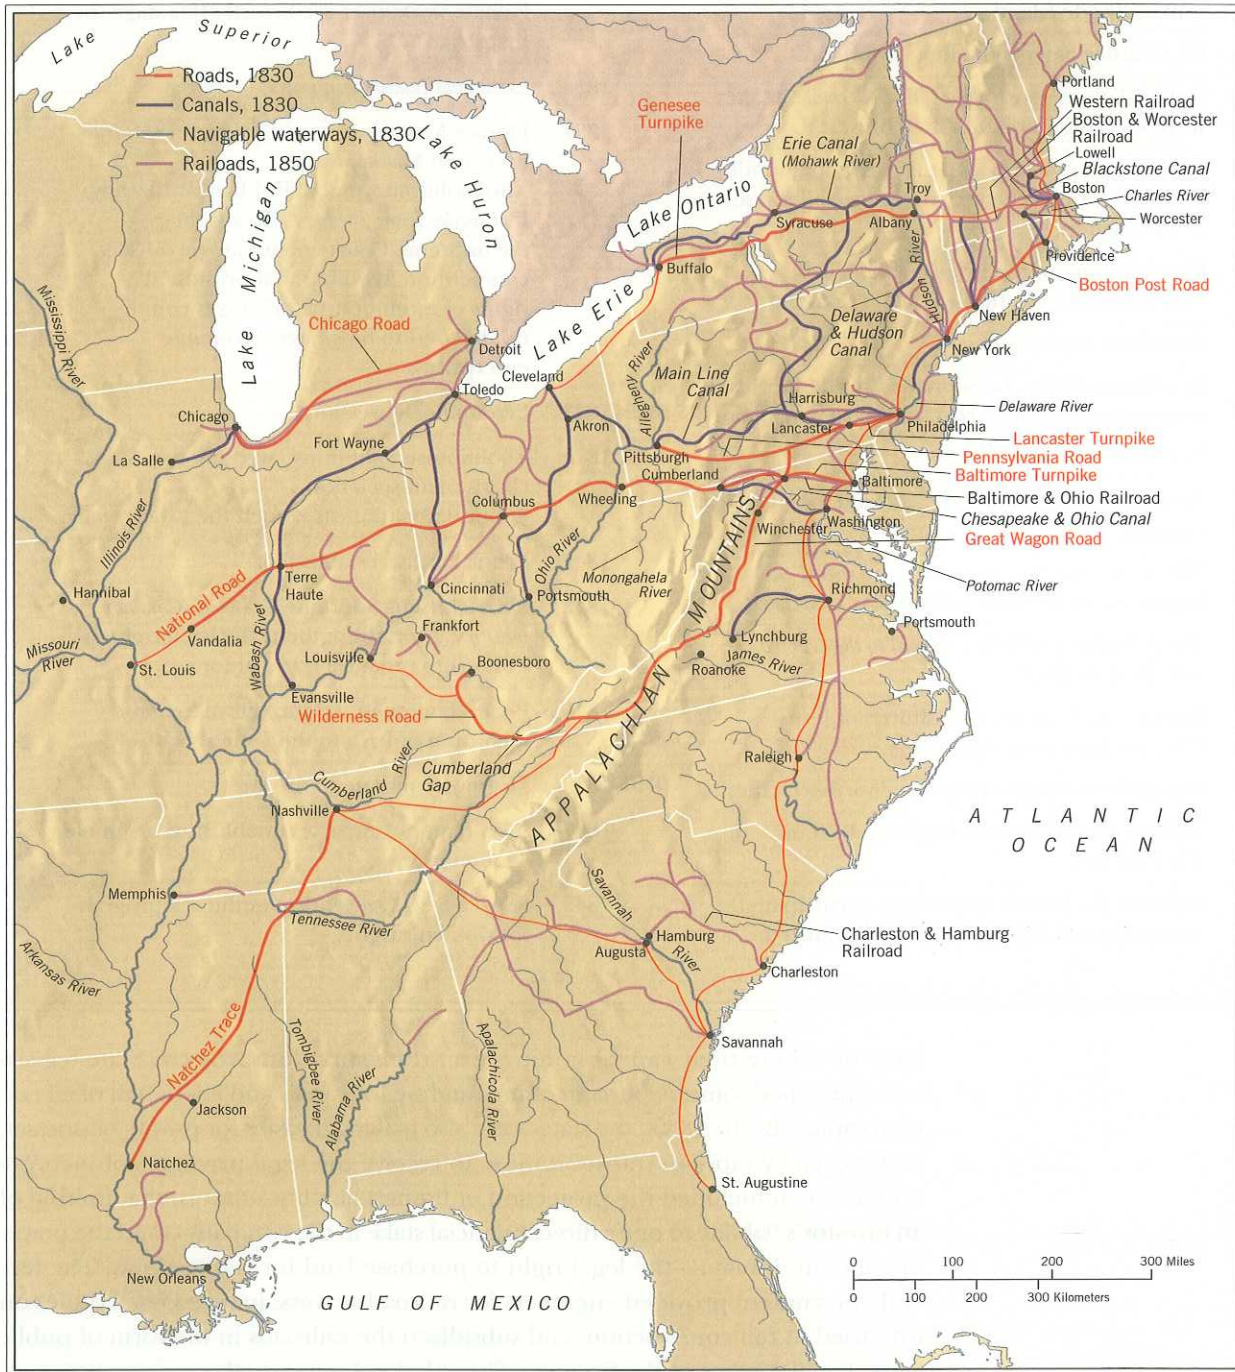 Lake Superior
Roads, 1830
Canals, 1830
Navigable waterways, 1830
Railoads, 1850
Lake Michigan
Lake Huron
Lake Ontario
Lake Erie
Genesee
Turnpike
Erie Canal
(Mohawk River)
Portland
Western Railroad
Boston & Worcester
Railroad
Lowell
Blackstone Canal
Boston
Charles River
Worcester
Troy
Syracuse
Albany
Providence
Boston Post Road
Buffalo
Hudson River
New Haven
Mississippi River
Chicago Road
Detroit
Delaware
& Hudson
Canal
New York
Cleveland
Toledo
Allegheny River
Main Line
Canal
Harrisburg
Delaware River
Chicago
Akron
Lancaster
Philadelphia
Fort Wayne
Lancaster Turnpike
La Salle
Pittsburgh
Pennsylvania Road
Cumberland
Baltimore Turnpike
Baltimore
Wheeling
Columbus
Baltimore & Ohio Railroad
Washington
Chesapeake & Ohio Canal
Winchester
Great Wagon Road
Illinois River
Ohio River
Terre
Haute
Monongahela
River
Potomac River
Hannibal
National Road
Cincinnati
Portsmouth
Richmond
Vandalia
Frankfort
Portsmouth
Missouri
River
Wabash River
Lynchburg
St. Louis
Louisville
Boonesboro
James River
Roanoke
Evansville
Wilderness Road
APPALACHIAN MOUNTAINS
Raleigh
Cumberland River
Cumberland
Gap
Nashville
ATLANTIC
OCEAN
Memphis
Savannah River
Tennessee River
Hamburg
Charleston & Hamburg
Railroad
Augusta
Arkansas River
Charleston
Natchez Trace
Tombigbee River
Alabama River
Apalachicola River
Savannah
Jackson
Natchez
St. Augustine
New Orleans
GULF OF MEXICO
0 100 200 300 Miles
0 100 200 300 Kilometers